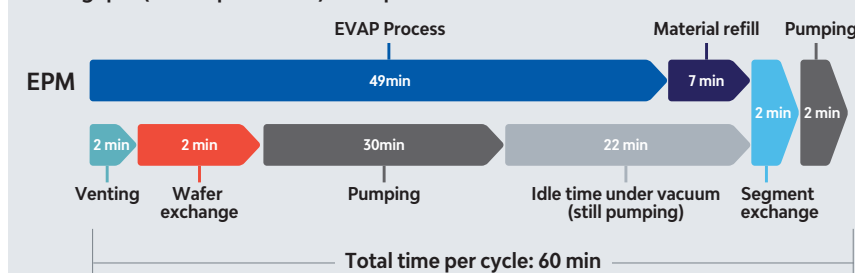 EVAP Process
Material refill
Pumping
EPM
49min
7 min
2 min
2 min
2 min
2 min
30min
22 min
Venting
Wafer
exchange
Pumping
Idle time under vacuum
(still pumping)
Segment
exchange
Total time per cycle: 60 min